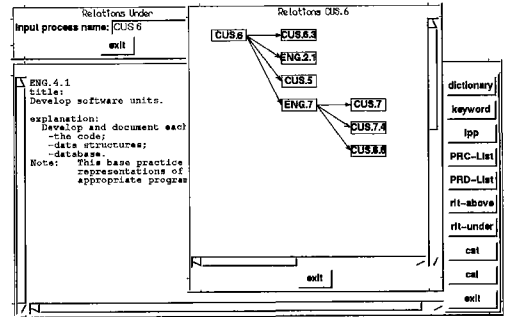 Relations Under
Input process name: CUS.6
exit
ENG.4.1
title:
Develop software units.
explanation:
Develop and document each
-the code;
-data structures;
-database.
Note: This base practice
representations of
appropriate progra
Relations CUS.6
CUS.6
CUS.6.3
ENG.2.1
CUS.5
ENG.7
CUS.7
CUS.7.4
CUS.6.6
exit
dictionary
keyword
lpp
PRC-List
PRD-List
rlt-above
rlt-under
cst
cal
exit